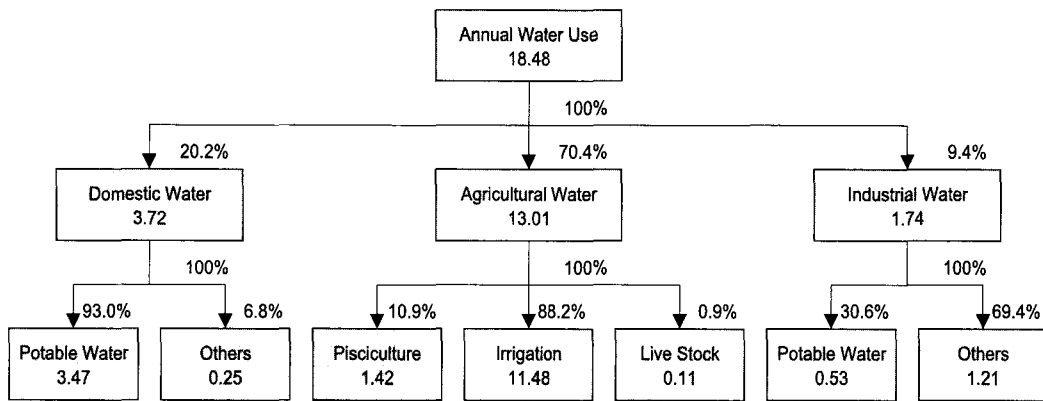 Annual Water Use
18.48
100%
20.2%
70.4%
9.4%
Domestic Water
3.72
Agricultural Water
13.01
Industrial Water
1.74
100%
100%
100%
93.0%
6.8%
10.9%
88.2%
0.9%
30.6%
69.4%
Potable Water
3.47
Others
0.25
Pisciculture
1.42
Irrigation
11.48
Live Stock
0.11
Potable Water
0.53
Others
1.21